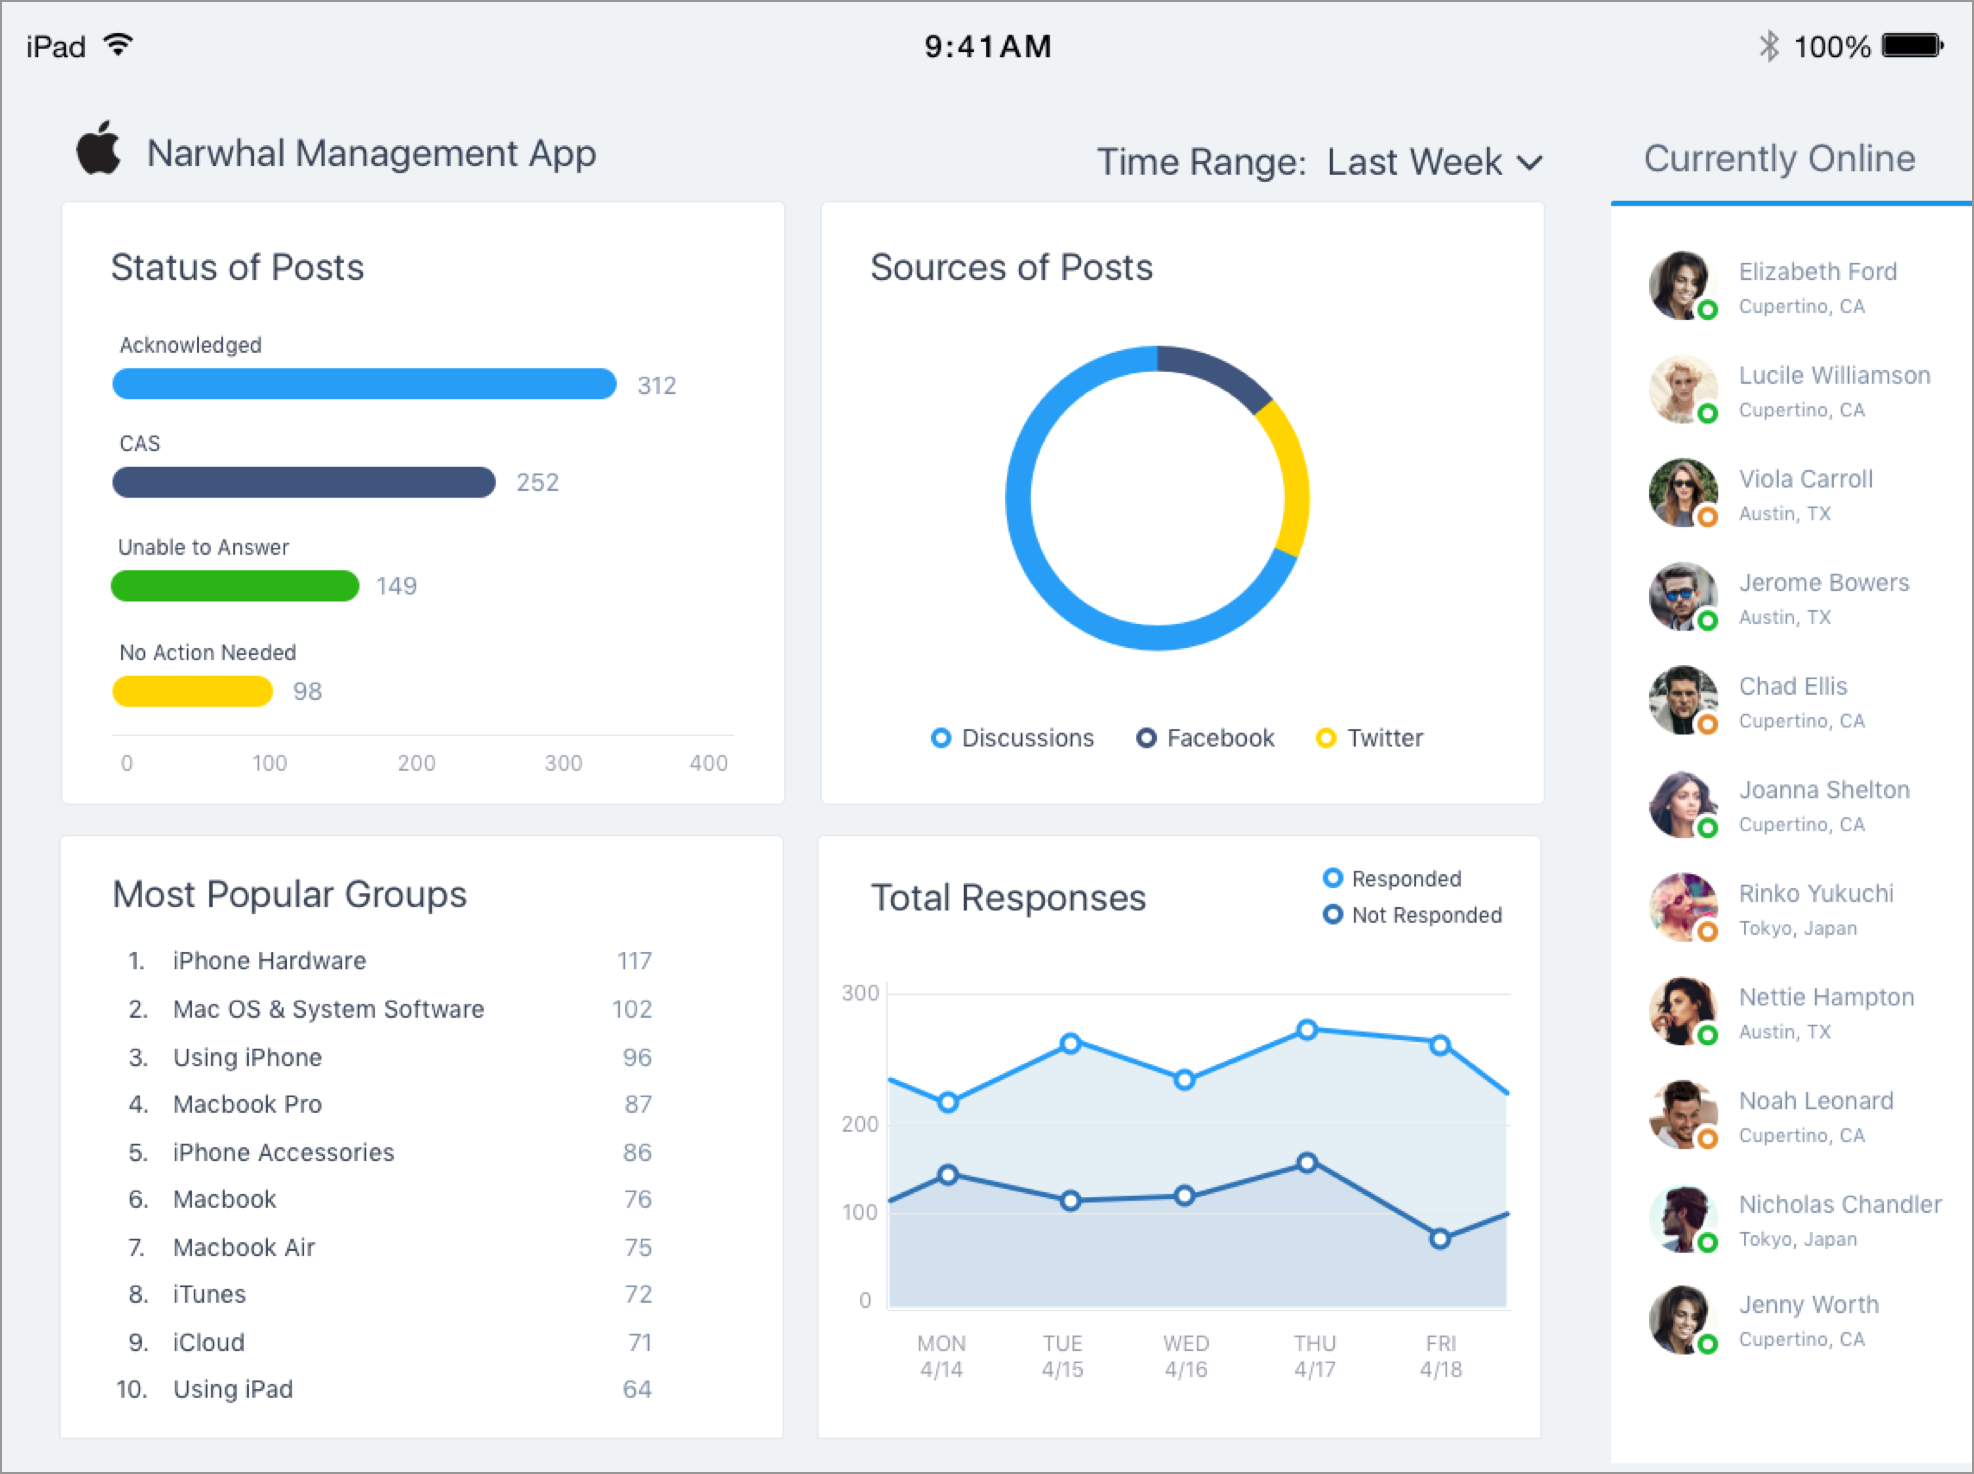 iPad
9:41AM
100%
Narwhal Management App
Time Range: Last Week
Currently Online
Status of Posts
Acknowledged
312
CAS
252
Unable to Answer
149
No Action Needed
98
0 100 200 300 400
Sources of Posts
Discussions Facebook Twitter
Most Popular Groups
1. iPhone Hardware 117
2. Mac OS & System Software 102
3. Using iPhone 96
4. Macbook Pro 87
5. iPhone Accessories 86
6. Macbook 76
7. Macbook Air 75
8. iTunes 72
9. iCloud 71
10. Using iPad 64
Total Responses
Responded
Not Responded
300
200
100
0
MON TUE WED THU FRI
4/14 4/15 4/16 4/17 4/18
Elizabeth Ford
Cupertino, CA
Lucile Williamson
Cupertino, CA
Viola Carroll
Austin, TX
Jerome Bowers
Austin, TX
Chad Ellis
Cupertino, CA
Joanna Shelton
Cupertino, CA
Rinko Yukuchi
Tokyo, Japan
Nettie Hampton
Austin, TX
Noah Leonard
Cupertino, CA
Nicholas Chandler
Tokyo, Japan
Jenny Worth
Cupertino, CA